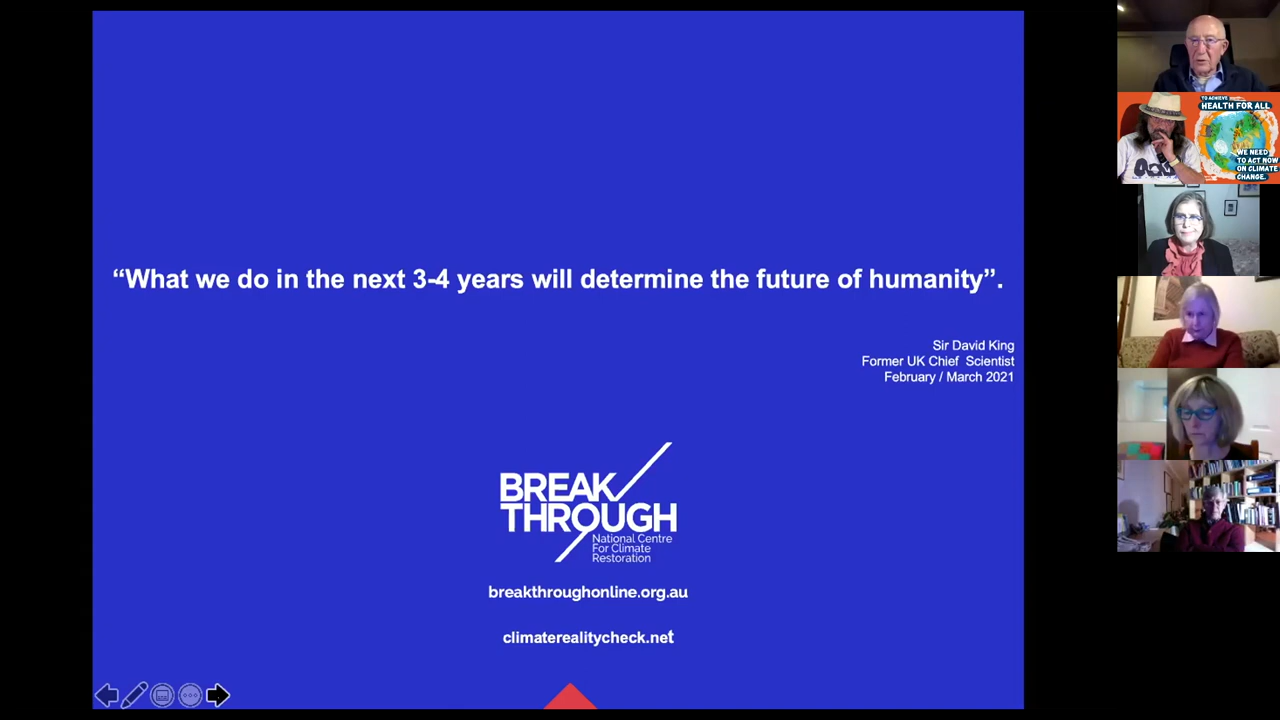 “What we do in the next 3-4 years will determine the future of humanity”.
Sir David King
Former UK Chief  Scientist
February / March 2021
BREAK
THROUGH
National Centre
For Climate
Restoration
breakthroughonline.org.au
climaterealitycheck.net
TO ACHIEVE
HEALTH FOR ALL
WE NEED
TO ACT NOW
ON CLIMATE
CHANGE.